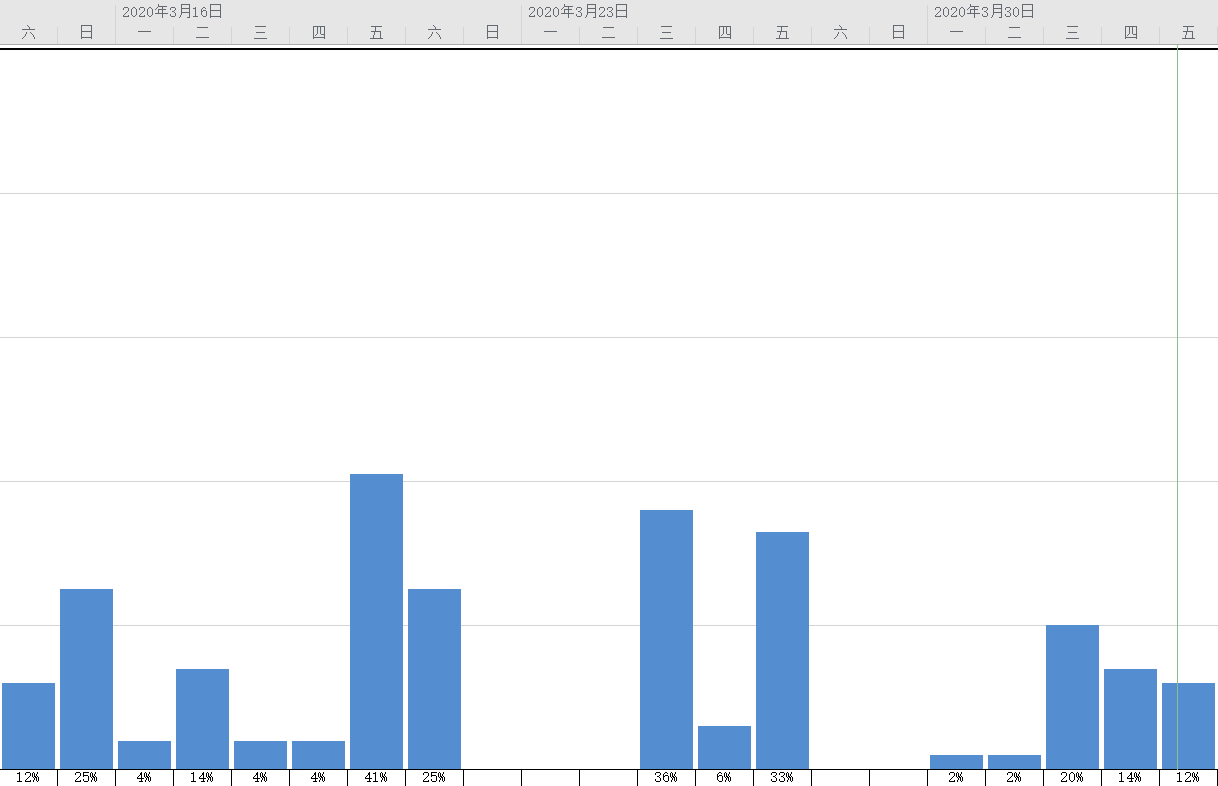 2020年3月16日 2020年3月23日 2020年3月30日
六 日 一 二 三 四 五 六 日 一 二 三 四 五 六 日 一 二 三 四 五
12% 25% 4% 14% 4% 4% 41% 25% 36% 6% 33% 2% 2% 20% 14% 12%